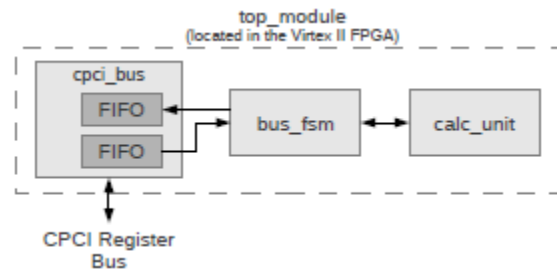 top_module
(located in the Virtex II FPGA)
cpci_bus
FIFO
FIFO
bus_fsm
calc_unit
CPCI Register
Bus